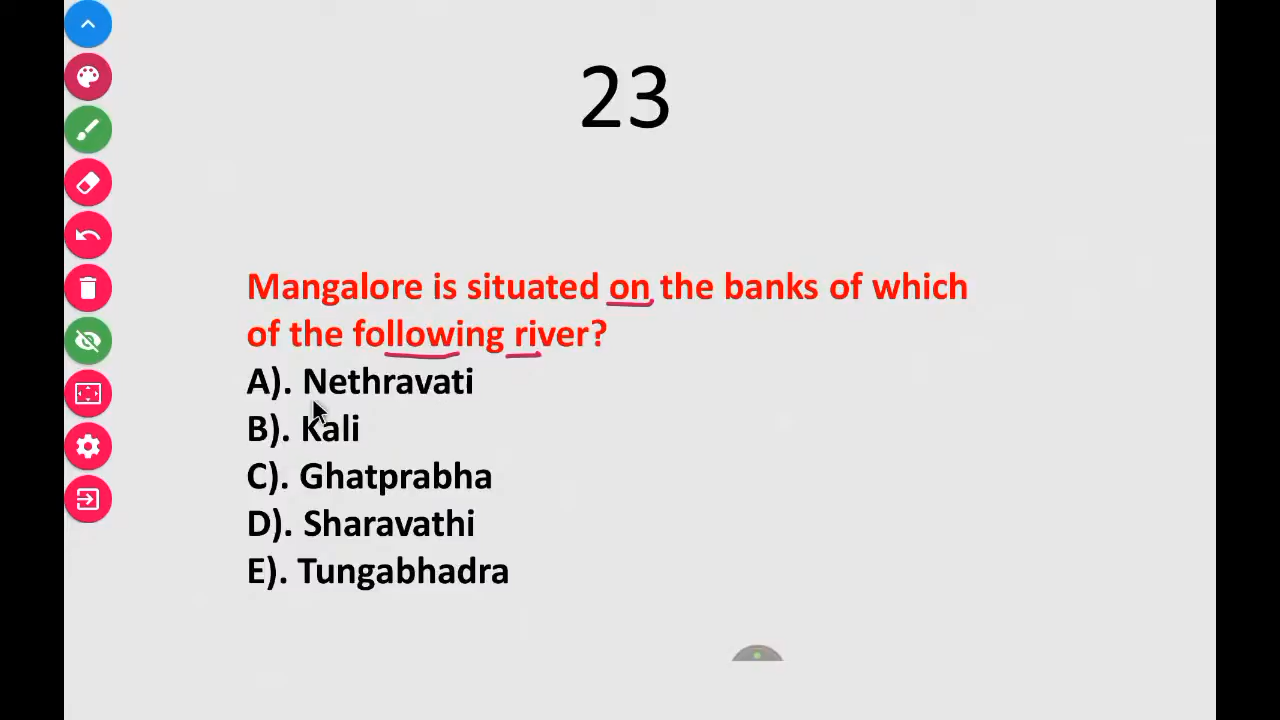 23
Mangalore is situated on the banks of which
of the following river?
A). Nethravati
B). Kali
C). Ghatprabha
D). Sharavathi
E). Tungabhadra